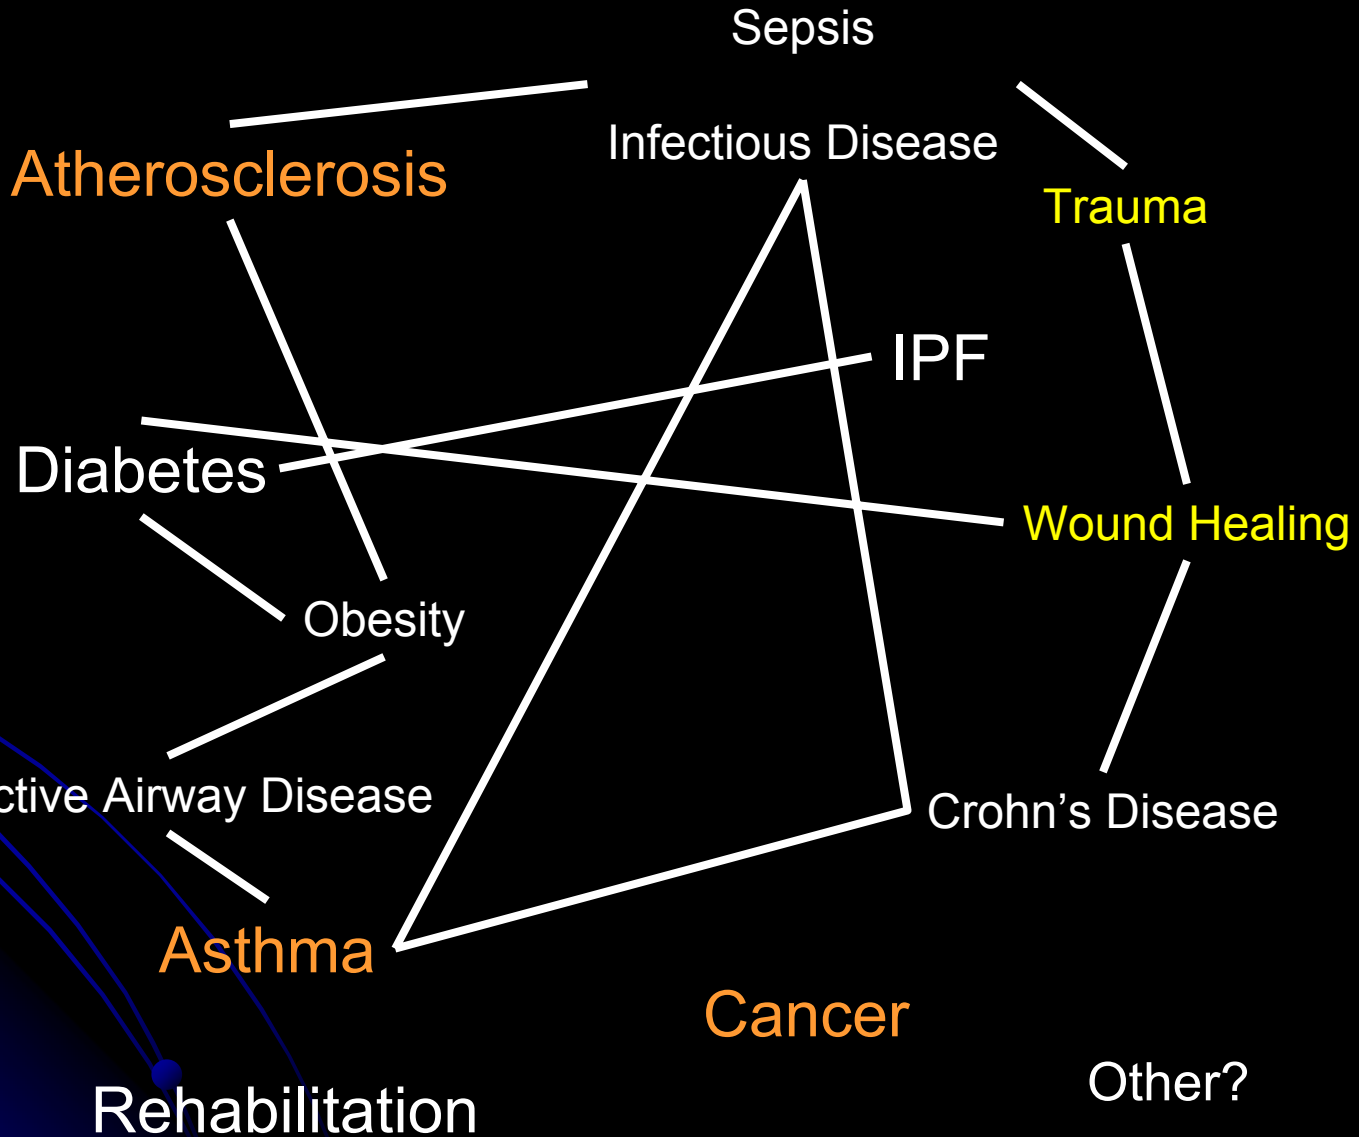 Sepsis
Infectious Disease
Atherosclerosis
Trauma
IPF
Diabetes
Wound Healing
Obesity
ctive Airway Disease
Crohn’s Disease
Asthma
Cancer
Other?
Rehabilitation